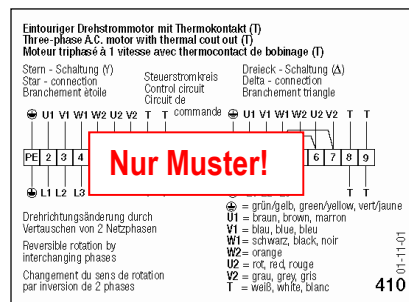 Eintouriger Drehstrommotor mit Thermokontakt (T)
Three-phase A.C. motor with thermal cout out (T)
Moteur triphasé à 1 vitesse avec thermocontact de bobinage (T)
Stern - Schaltung (Y)
Star - connection
Branchement ètoile
Steuerstromkreis
Control circuit
Circuit de
commande
Dreieck - Schaltung (Δ)
Delta - connection
Branchement triangle
U1 V1 W1 W2 U2 V2 T T
U1 V1 W1 W2 U2 V2 T T
PE 2 3 4
6 7 8 9
Nur Muster!
L1 L2 L3
T T
Drehrichtungsänderung durch
Vertauschen von 2 Netzphasen
Reversible rotation by
interchanging phases
Changement du sens de rotation
par inversion de 2 phases
= grün/gelb, green/yellow, vert/jaune
U1 = braun, brown, marron
V1 = blau, blue, bleu
W1= schwarz, black, noir
W2= orange
U2 = rot, red, rouge
V2 = grau, grey, gris
T = weiß, white, blanc
410
01-11-01